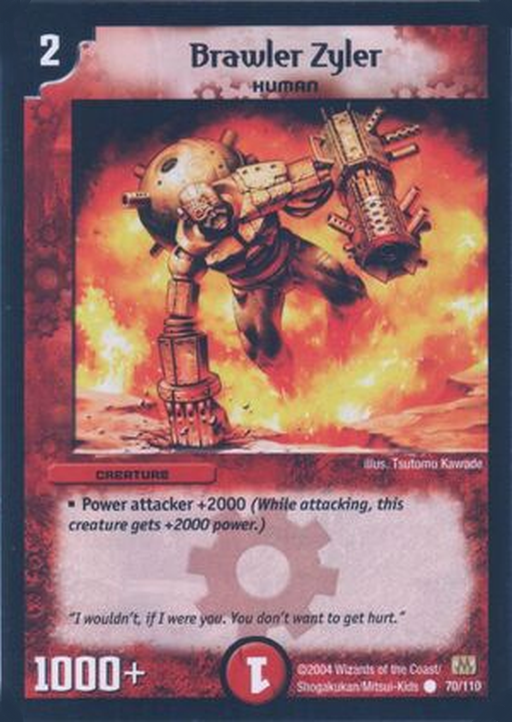 2
Brawler Zyler
HUMAN
illus. Tsutomu Kawade
CREATURE
▪ Power attacker +2000 (While attacking, this
creature gets +2000 power.)
"I wouldn't, if I were you. You don't want to get hurt."
1000+
1
©2004 Wizards of the Coast/
Shogakukan/Mitsui-Kids ● 70/110